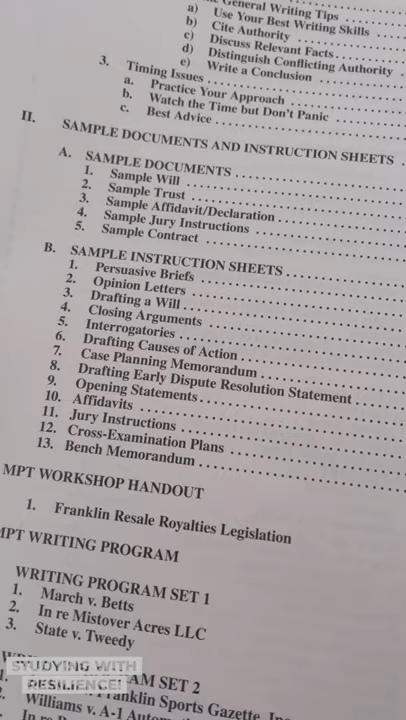 General Writing Tips
a) Use Your Best Writing Skills
b) Cite Authority
c) Discuss Relevant Facts
d) Distinguish Conflicting Authority
e) Write a Conclusion
3. Timing Issues
a. Practice Your Approach
b. Watch the Time but Don't Panic
c. Best Advice
II. SAMPLE DOCUMENTS AND INSTRUCTION SHEETS
A. SAMPLE DOCUMENTS
1. Sample Will
2. Sample Trust
3. Sample Affidavit/Declaration
4. Sample Jury Instructions
5. Sample Contract
B. SAMPLE INSTRUCTION SHEETS
1. Persuasive Briefs
2. Opinion Letters
3. Drafting a Will
4. Closing Arguments
5. Interrogatories
6. Drafting Causes of Action
7. Case Planning Memorandum
8. Drafting Early Dispute Resolution Statement
9. Opening Statements
10. Affidavits
11. Jury Instructions
12. Cross-Examination Plans
13. Bench Memorandum
MPT WORKSHOP HANDOUT
1. Franklin Resale Royalties Legislation
MPT WRITING PROGRAM
WRITING PROGRAM SET 1
1. March v. Betts
2. In re Mistover Acres LLC
3. State v. Tweedy
STUDYING WITH
RESILIENCE!
AM SET 2
Franklin Sports Gazette,
Williams v. A-1
In re